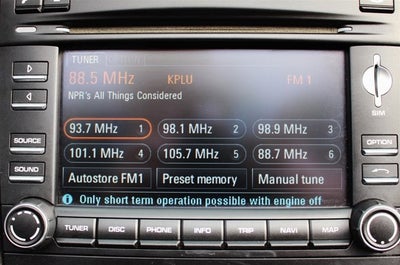 TUNER
88.5 MHz KPLU FM 1
NPR's All Things Considered
93.7 MHz 1 98.1 MHz 2 98.9 MHz 3
101.1 MHz 4 105.7 MHz 5 88.7 MHz 6
SIM
SOURCE
OPTION
SOUND
Autostore FM1 Preset memory Manual tune
i Only short term operation possible with engine off
TUNER DISC PHONE INFO TRIP NAVI MAP